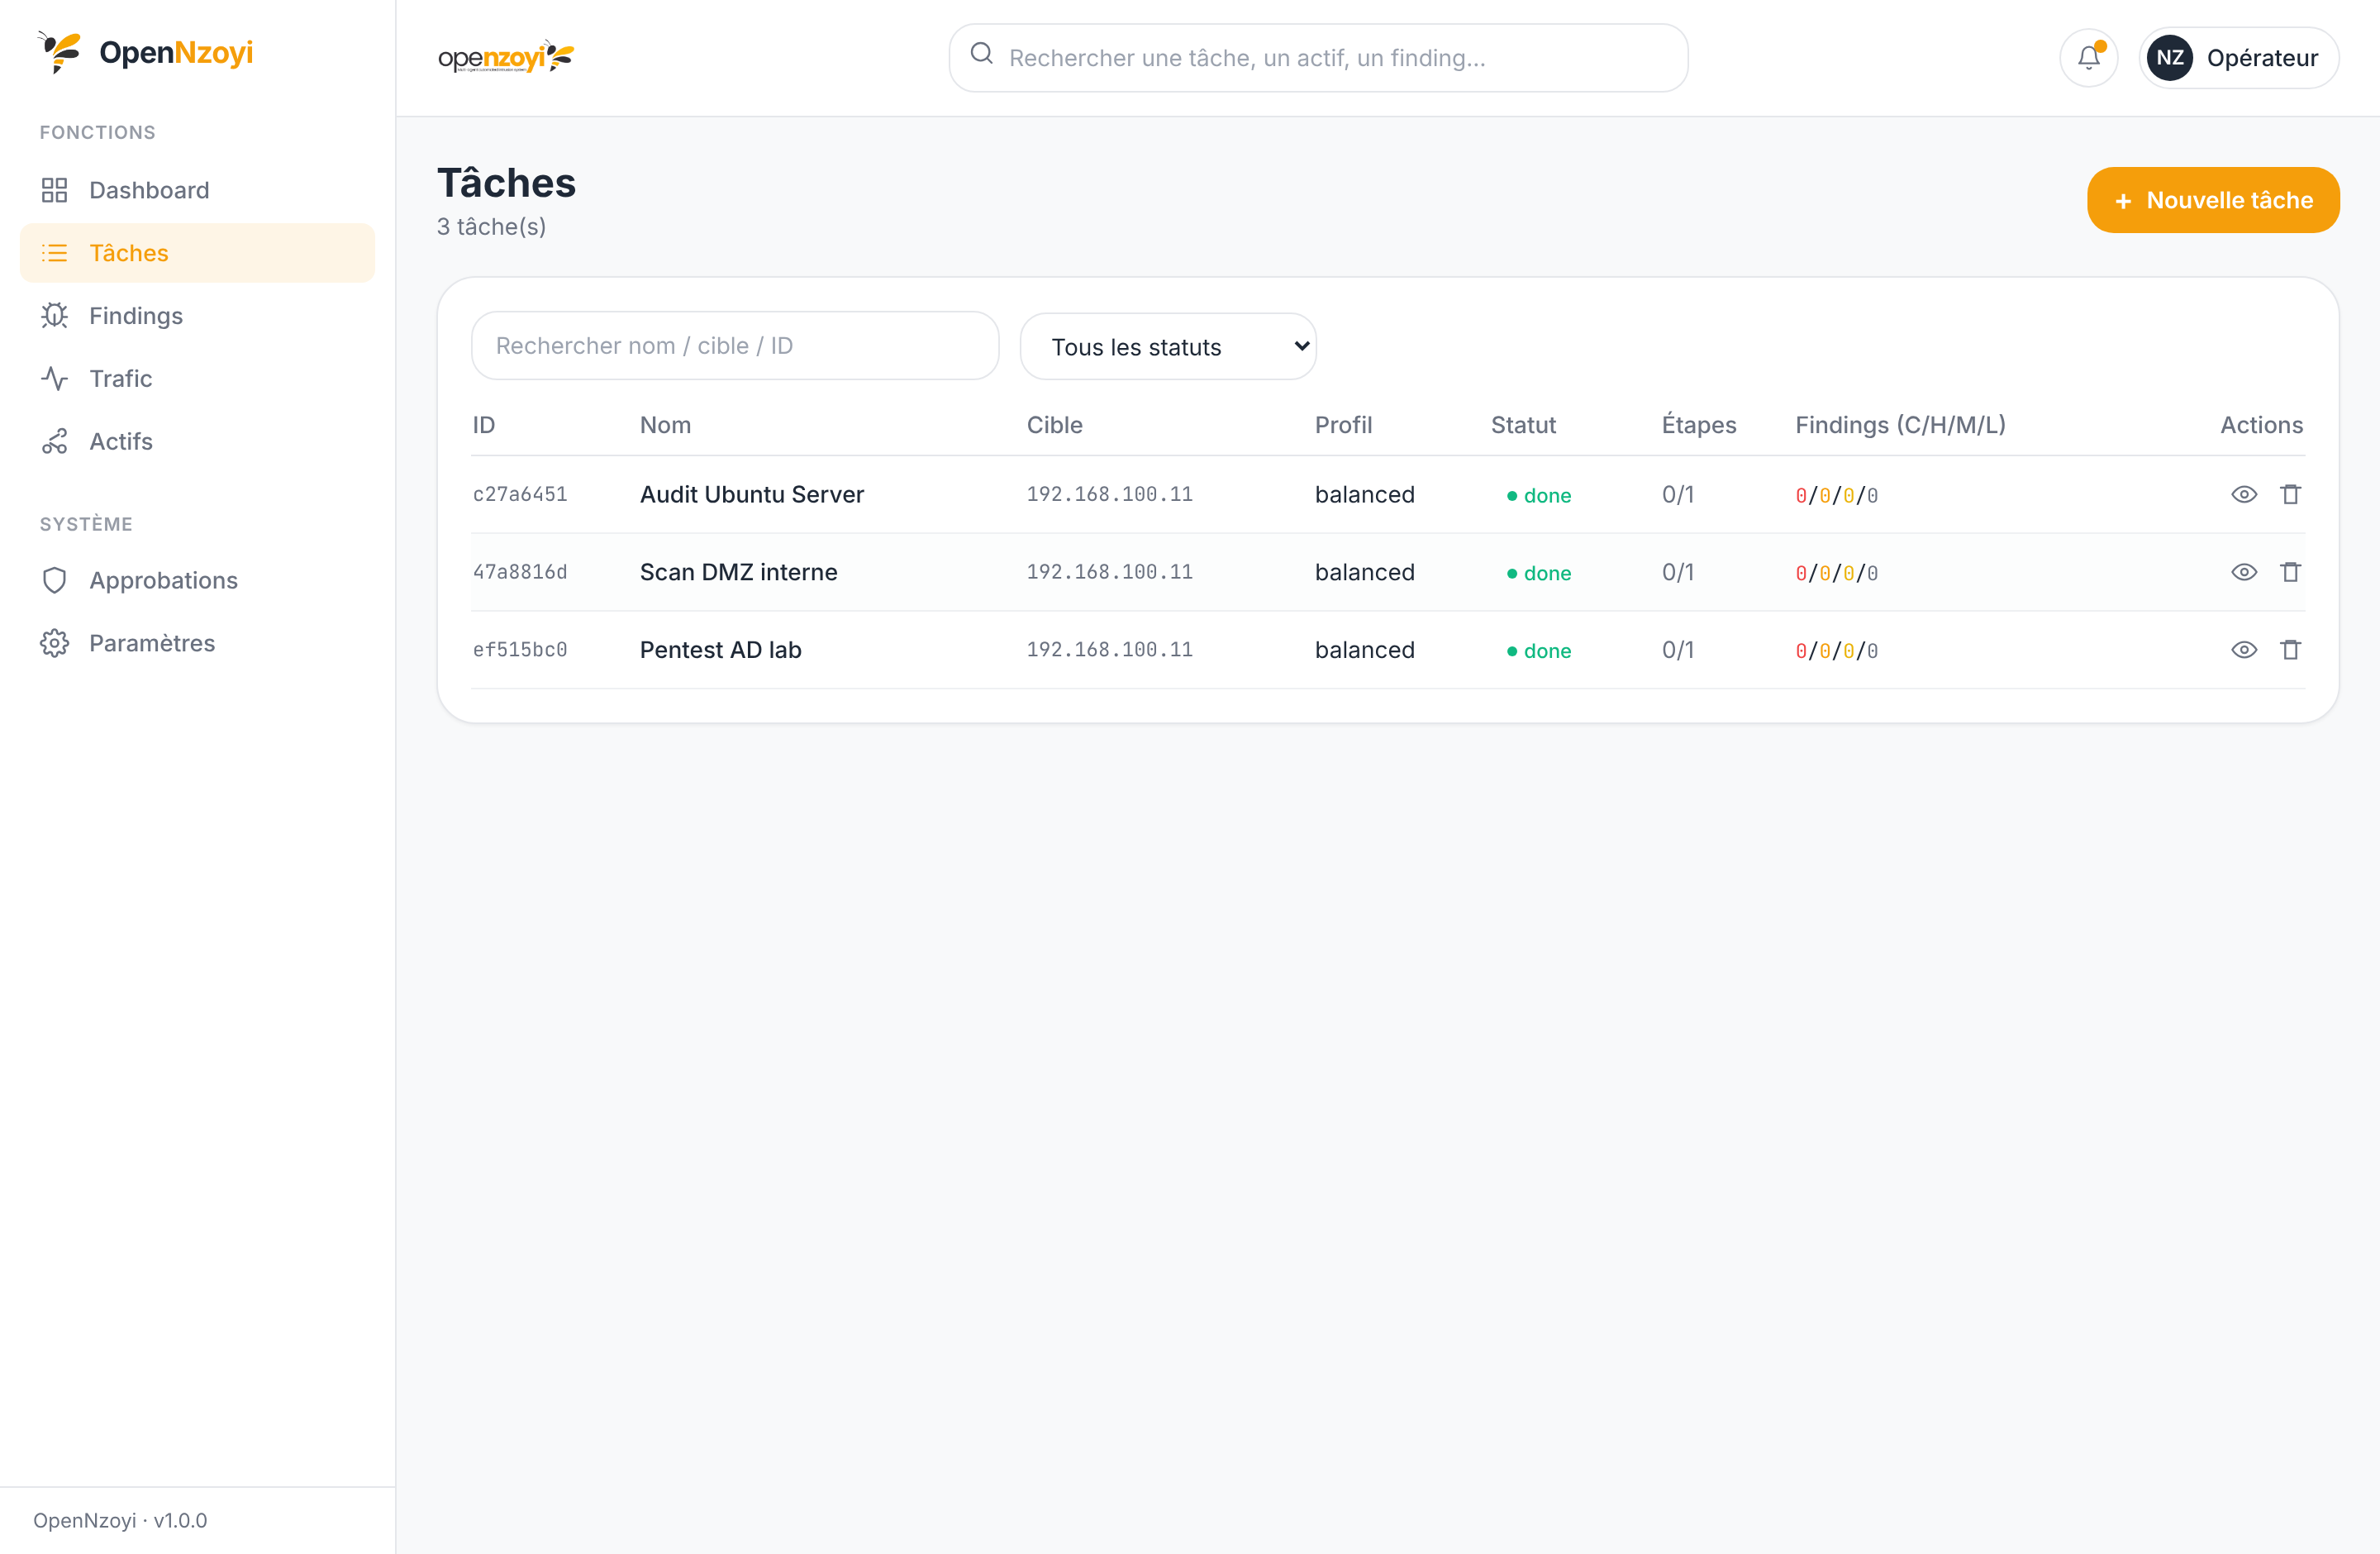 OpenNzoyi
openzoyi
Rechercher une tâche, un actif, un finding...
NZ Opérateur
FONCTIONS
Dashboard
Tâches
Findings
Trafic
Actifs
SYSTÈME
Approbations
Paramètres
OpenNzoyi · v1.0.0
Tâches
3 tâche(s)
+ Nouvelle tâche
Rechercher nom / cible / ID
Tous les statuts
ID Nom Cible Profil Statut Étapes Findings (C/H/M/L) Actions
c27a6451 Audit Ubuntu Server 192.168.100.11 balanced done 0/1 0/0/0/0
47a8816d Scan DMZ interne 192.168.100.11 balanced done 0/1 0/0/0/0
ef515bc0 Pentest AD lab 192.168.100.11 balanced done 0/1 0/0/0/0